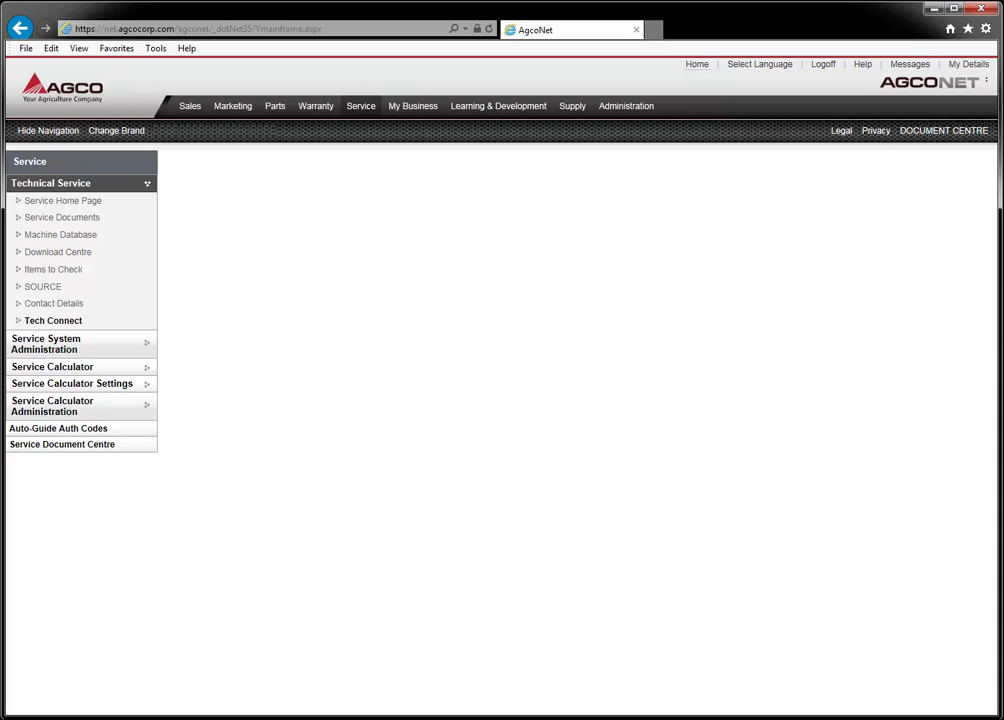 https://net.agcocorp.com/agconet/_dotNet35/Ymainframe.aspx
AgcoNet
File Edit View Favorites Tools Help
Home | Select Language | Logoff | Help | Messages | My Details
AGCO
Your Agriculture Company
AGCONET
Sales Marketing Parts Warranty Service My Business Learning & Development Supply Administration
Hide Navigation Change Brand Legal Privacy DOCUMENT CENTRE
Service
Technical Service
Service Home Page
Service Documents
Machine Database
Download Centre
Items to Check
SOURCE
Contact Details
Tech Connect
Service System
Administration
Service Calculator
Service Calculator Settings
Service Calculator
Administration
Auto-Guide Auth Codes
Service Document Centre